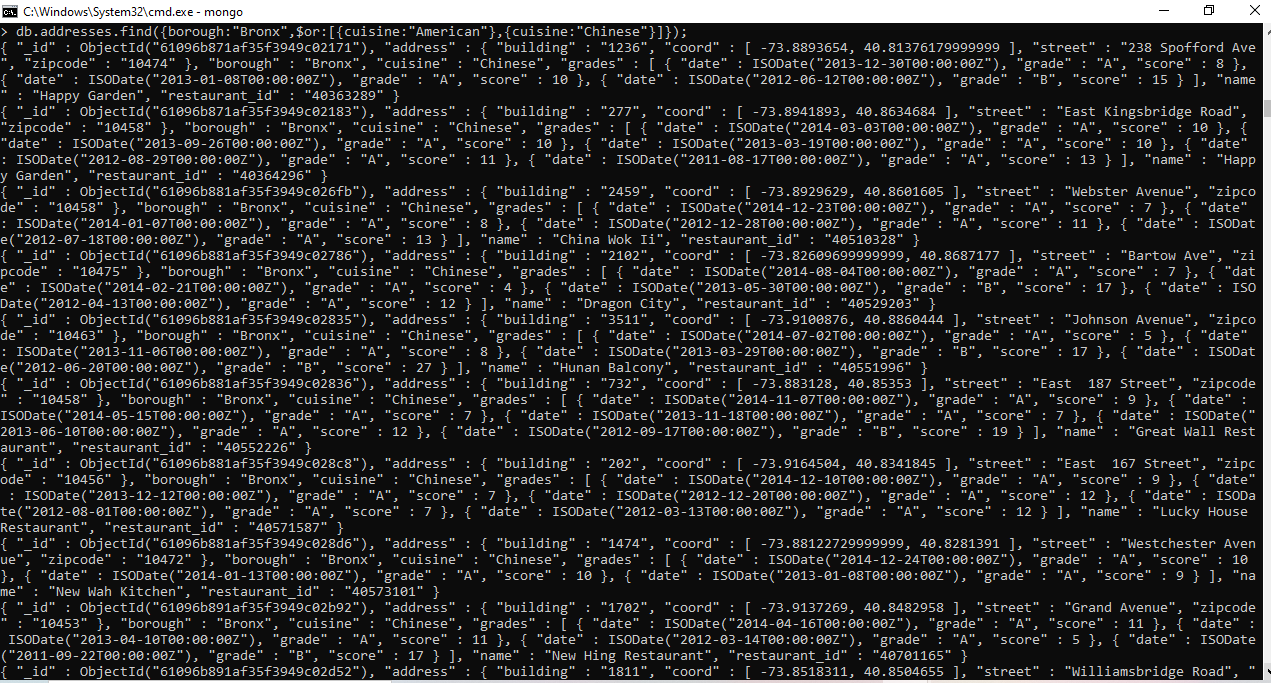 C:\Windows\System32\cmd.exe - mongo
> db.addresses.find({borough:"Bronx",$or:[{cuisine:"American"},{cuisine:"Chinese"}]});
{ "_id" : ObjectId("61096b871af35f3949c02171"), "address" : { "building" : "1236", "coord" : [ -73.8893654, 40.81376179999999 ], "street" : "238 Spofford Ave
", "zipcode" : "10474" }, "borough" : "Bronx", "cuisine" : "Chinese", "grades" : [ { "date" : ISODate("2013-12-30T00:00:00Z"), "grade" : "A", "score" : 8 },
{ "date" : ISODate("2013-01-08T00:00:00Z"), "grade" : "A", "score" : 10 }, { "date" : ISODate("2012-06-12T00:00:00Z"), "grade" : "B", "score" : 15 } ], "name
" : "Happy Garden", "restaurant_id" : "40363289" }
{ "_id" : ObjectId("61096b871af35f3949c02183"), "address" : { "building" : "277", "coord" : [ -73.8941893, 40.8634684 ], "street" : "East Kingsbridge Road",
"zipcode" : "10458" }, "borough" : "Bronx", "cuisine" : "Chinese", "grades" : [ { "date" : ISODate("2014-03-03T00:00:00Z"), "grade" : "A", "score" : 10 }, {
"date" : ISODate("2013-09-26T00:00:00Z"), "grade" : "A", "score" : 10 }, { "date" : ISODate("2013-03-19T00:00:00Z"), "grade" : "A", "score" : 10 }, { "date"
: ISODate("2012-08-29T00:00:00Z"), "grade" : "A", "score" : 11 }, { "date" : ISODate("2011-08-17T00:00:00Z"), "grade" : "A", "score" : 13 } ], "name" : "Happ
y Garden", "restaurant_id" : "40364296" }
{ "_id" : ObjectId("61096b881af35f3949c026fb"), "address" : { "building" : "2459", "coord" : [ -73.8929629, 40.8601605 ], "street" : "Webster Avenue", "zipco
de" : "10458" }, "borough" : "Bronx", "cuisine" : "Chinese", "grades" : [ { "date" : ISODate("2014-12-23T00:00:00Z"), "grade" : "A", "score" : 7 }, { "date"
: ISODate("2014-01-07T00:00:00Z"), "grade" : "A", "score" : 8 }, { "date" : ISODate("2012-12-28T00:00:00Z"), "grade" : "A", "score" : 11 }, { "date" : ISODat
e("2012-07-18T00:00:00Z"), "grade" : "A", "score" : 13 } ], "name" : "China Wok Ii", "restaurant_id" : "40510328" }
{ "_id" : ObjectId("61096b881af35f3949c02786"), "address" : { "building" : "2102", "coord" : [ -73.82609699999999, 40.8687177 ], "street" : "Bartow Ave", "zi
pcode" : "10475" }, "borough" : "Bronx", "cuisine" : "Chinese", "grades" : [ { "date" : ISODate("2014-08-04T00:00:00Z"), "grade" : "A", "score" : 7 }, { "dat
e" : ISODate("2014-02-21T00:00:00Z"), "grade" : "A", "score" : 4 }, { "date" : ISODate("2013-05-30T00:00:00Z"), "grade" : "B", "score" : 17 }, { "date" : ISO
Date("2012-04-13T00:00:00Z"), "grade" : "A", "score" : 12 } ], "name" : "Dragon City", "restaurant_id" : "40529203" }
{ "_id" : ObjectId("61096b881af35f3949c02835"), "address" : { "building" : "3511", "coord" : [ -73.9100876, 40.8860444 ], "street" : "Johnson Avenue", "zipco
de" : "10463" }, "borough" : "Bronx", "cuisine" : "Chinese", "grades" : [ { "date" : ISODate("2014-07-02T00:00:00Z"), "grade" : "A", "score" : 5 }, { "date"
: ISODate("2013-11-06T00:00:00Z"), "grade" : "A", "score" : 8 }, { "date" : ISODate("2013-03-29T00:00:00Z"), "grade" : "B", "score" : 17 }, { "date" : ISODat
e("2012-06-20T00:00:00Z"), "grade" : "B", "score" : 27 } ], "name" : "Hunan Balcony", "restaurant_id" : "40551996" }
{ "_id" : ObjectId("61096b881af35f3949c02836"), "address" : { "building" : "732", "coord" : [ -73.883128, 40.85353 ], "street" : "East  187 Street", "zipcode
" : "10458" }, "borough" : "Bronx", "cuisine" : "Chinese", "grades" : [ { "date" : ISODate("2014-11-07T00:00:00Z"), "grade" : "A", "score" : 9 }, { "date" :
ISODate("2014-05-15T00:00:00Z"), "grade" : "A", "score" : 7 }, { "date" : ISODate("2013-11-18T00:00:00Z"), "grade" : "A", "score" : 7 }, { "date" : ISODate("
2013-06-10T00:00:00Z"), "grade" : "A", "score" : 12 }, { "date" : ISODate("2012-09-17T00:00:00Z"), "grade" : "B", "score" : 19 } ], "name" : "Great Wall Rest
aurant", "restaurant_id" : "40552226" }
{ "_id" : ObjectId("61096b881af35f3949c028c8"), "address" : { "building" : "202", "coord" : [ -73.9164504, 40.8341845 ], "street" : "East  167 Street", "zipc
ode" : "10456" }, "borough" : "Bronx", "cuisine" : "Chinese", "grades" : [ { "date" : ISODate("2014-12-10T00:00:00Z"), "grade" : "A", "score" : 9 }, { "date"
 : ISODate("2013-12-12T00:00:00Z"), "grade" : "A", "score" : 7 }, { "date" : ISODate("2012-12-20T00:00:00Z"), "grade" : "A", "score" : 12 }, { "date" : ISODa
te("2012-08-01T00:00:00Z"), "grade" : "A", "score" : 7 }, { "date" : ISODate("2012-03-13T00:00:00Z"), "grade" : "A", "score" : 12 } ], "name" : "Lucky House
Restaurant", "restaurant_id" : "40571587" }
{ "_id" : ObjectId("61096b881af35f3949c028d6"), "address" : { "building" : "1474", "coord" : [ -73.88122729999999, 40.8281391 ], "street" : "Westchester Aven
ue", "zipcode" : "10472" }, "borough" : "Bronx", "cuisine" : "Chinese", "grades" : [ { "date" : ISODate("2014-12-24T00:00:00Z"), "grade" : "A", "score" : 10
}, { "date" : ISODate("2014-01-13T00:00:00Z"), "grade" : "A", "score" : 10 }, { "date" : ISODate("2013-01-08T00:00:00Z"), "grade" : "A", "score" : 9 } ], "na
me" : "New Wah Kitchen", "restaurant_id" : "40573101" }
{ "_id" : ObjectId("61096b891af35f3949c02b92"), "address" : { "building" : "1702", "coord" : [ -73.9137269, 40.8482958 ], "street" : "Grand Avenue", "zipcode
" : "10453" }, "borough" : "Bronx", "cuisine" : "Chinese", "grades" : [ { "date" : ISODate("2014-04-16T00:00:00Z"), "grade" : "A", "score" : 11 }, { "date" :
 ISODate("2013-04-10T00:00:00Z"), "grade" : "A", "score" : 11 }, { "date" : ISODate("2012-03-14T00:00:00Z"), "grade" : "A", "score" : 5 }, { "date" : ISODate
("2011-09-22T00:00:00Z"), "grade" : "B", "score" : 17 } ], "name" : "New Hing Restaurant", "restaurant_id" : "40701165" }
{ "_id" : ObjectId("61096b891af35f3949c02d52"), "address" : { "building" : "1811", "coord" : [ -73.8518311, 40.8504655 ], "street" : "Williamsbridge Road", "